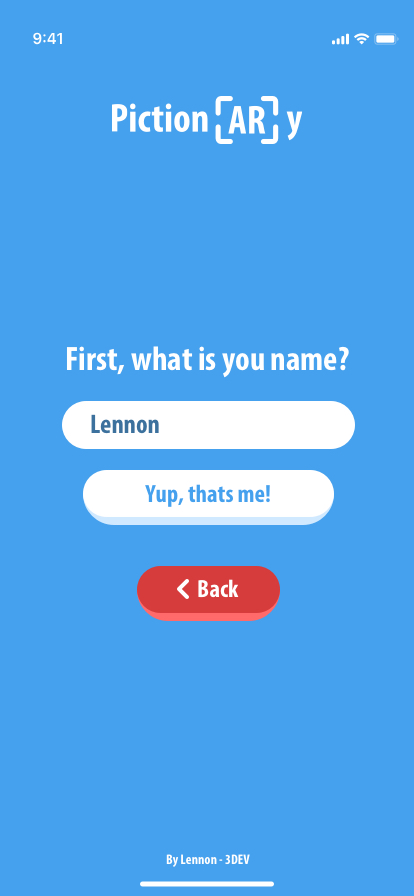 9:41
Piction AR y
First, what is you name?
Lennon
Yup, thats me!
Back
By Lennon - 3DEV